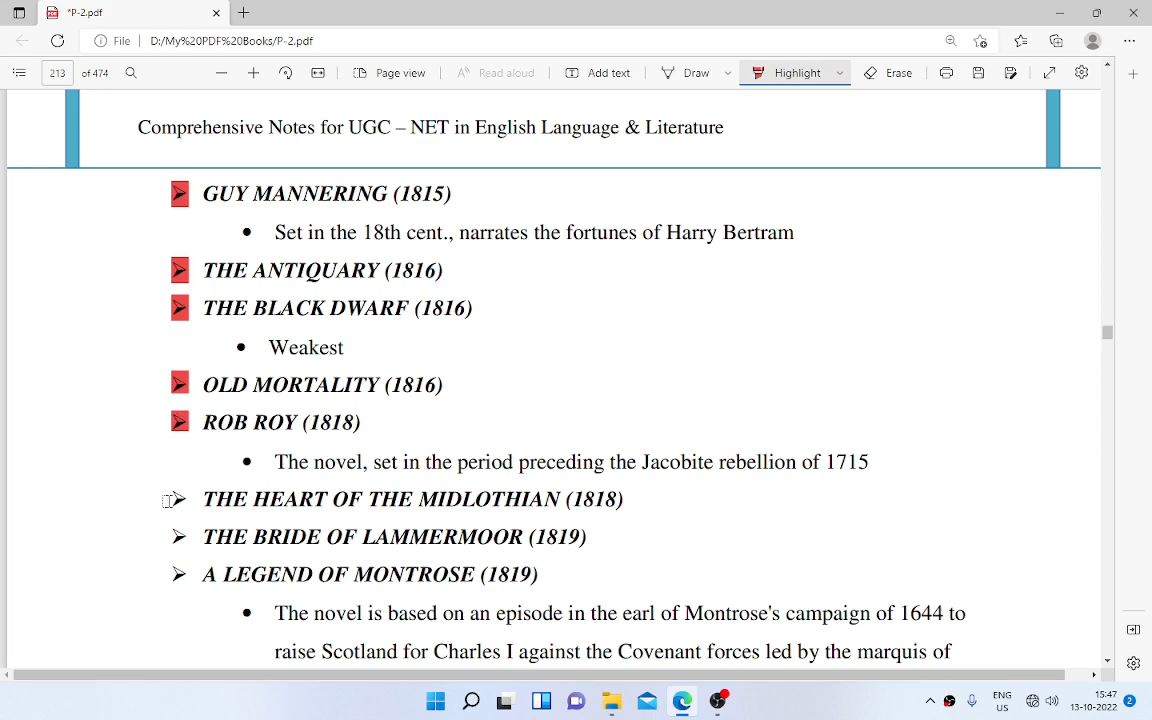 *P-2.pdf
File D:/My%20PDF%20Books/P-2.pdf
213 of 474 Page view Read aloud Add text Draw Highlight Erase
Comprehensive Notes for UGC – NET in English Language & Literature
➢ GUY MANNERING (1815)
• Set in the 18th cent., narrates the fortunes of Harry Bertram
➢ THE ANTIQUARY (1816)
➢ THE BLACK DWARF (1816)
• Weakest
➢ OLD MORTALITY (1816)
➢ ROB ROY (1818)
• The novel, set in the period preceding the Jacobite rebellion of 1715
➢ THE HEART OF THE MIDLOTHIAN (1818)
➢ THE BRIDE OF LAMMERMOOR (1819)
➢ A LEGEND OF MONTROSE (1819)
• The novel is based on an episode in the earl of Montrose's campaign of 1644 to
raise Scotland for Charles I against the Covenant forces led by the marquis of
ENG 15:47
US 13-10-2022 2